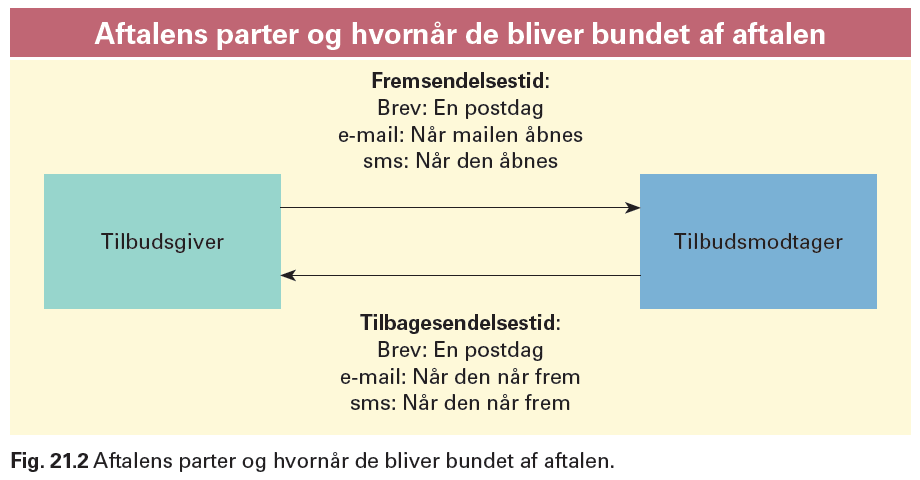 Aftalens parter og hvornår de bliver bundet af aftalen
Fremsendelsestid:
Brev: En postdag
e-mail: Når mailen åbnes
sms: Når den åbnes
Tilbudsgiver
Tilbudsmodtager
Tilbagesendelsestid:
Brev: En postdag
e-mail: Når den når frem
sms: Når den når frem
Fig. 21.2 Aftalens parter og hvornår de bliver bundet af aftalen.